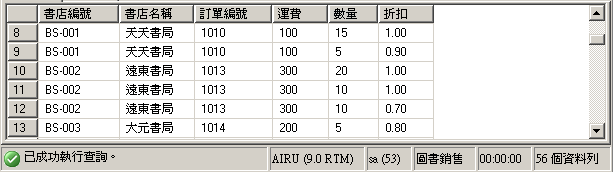 書店編號 書店名稱 訂單編號 運費 數量 折扣
8 BS-001 天天書局 1010 100 15 1.00
9 BS-001 天天書局 1010 100 5 0.90
10 BS-002 遠東書局 1013 300 20 1.00
11 BS-002 遠東書局 1013 300 10 1.00
12 BS-002 遠東書局 1013 300 10 0.70
13 BS-003 大元書局 1014 200 5 0.80
已成功執行查詢。 AIRU (9.0 RTM) sa (53) 圖書銷售 00:00:00 56 個資料列